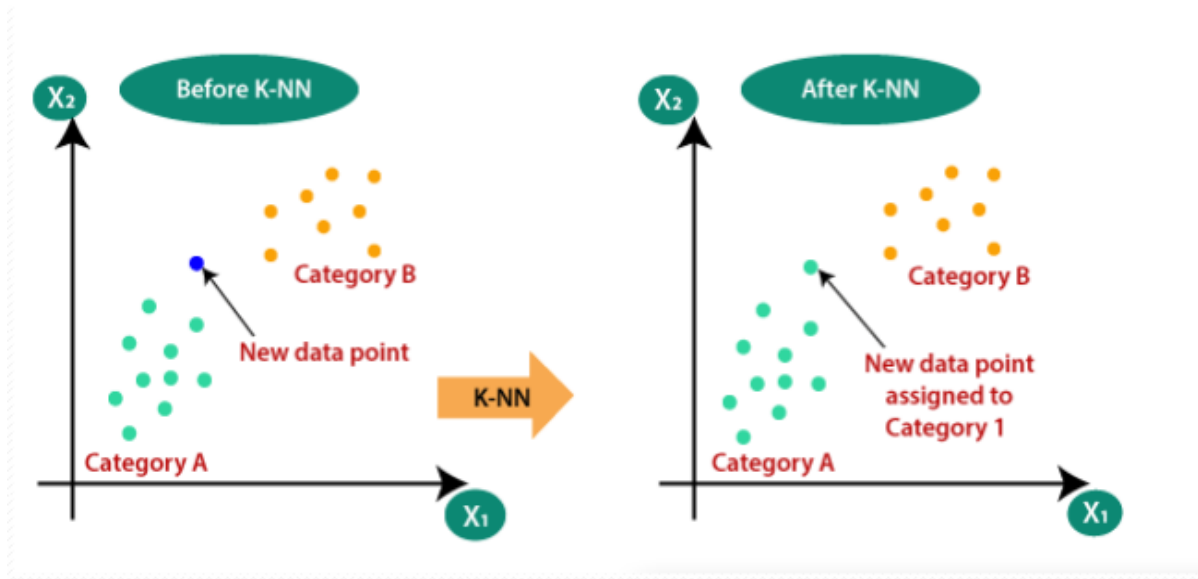 Before K-NN
X₂
Category B
New data point
Category A
X₁
K-NN
After K-NN
X₂
Category B
New data point
assigned to
Category 1
Category A
X₁